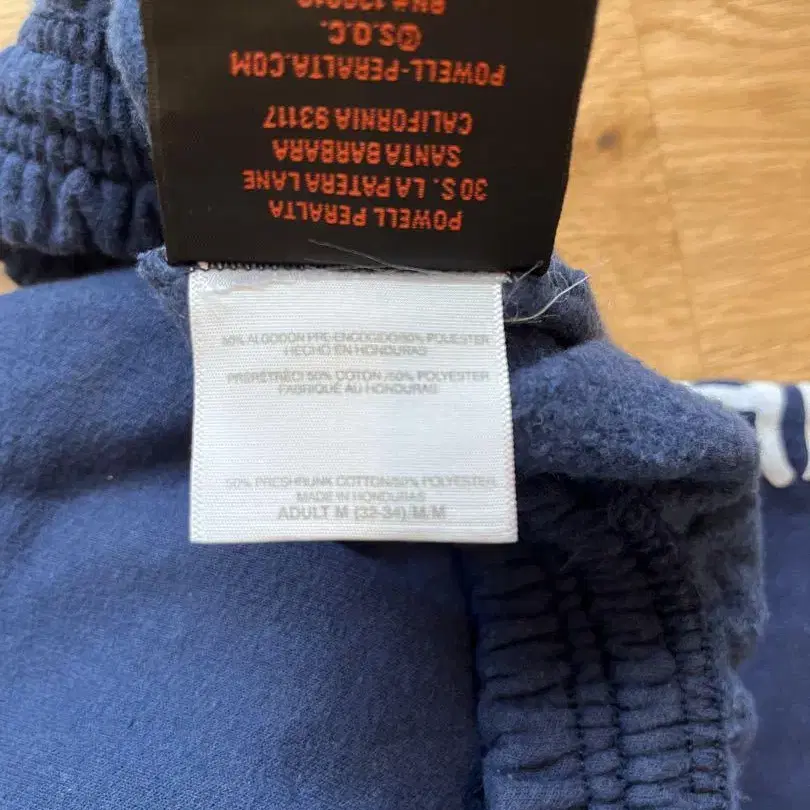 POWELL PERALTA
30 S. LA PATERA LANE
SANTA BARBARA
CALIFORNIA 93117
POWELL-PERALTA.COM
©S.Q.C.
50% ALGODON PRE-ENCOGIDO/50% POLIESTER
HECHO EN HONDURAS
PRERÉTRÉCI 50% COTON /50% POLYESTER
FABRIQUÉ AU HONDURAS
50% PRESHRUNK COTTON/50% POLYESTER
MADE IN HONDURAS
ADULT M (32-34) M/M